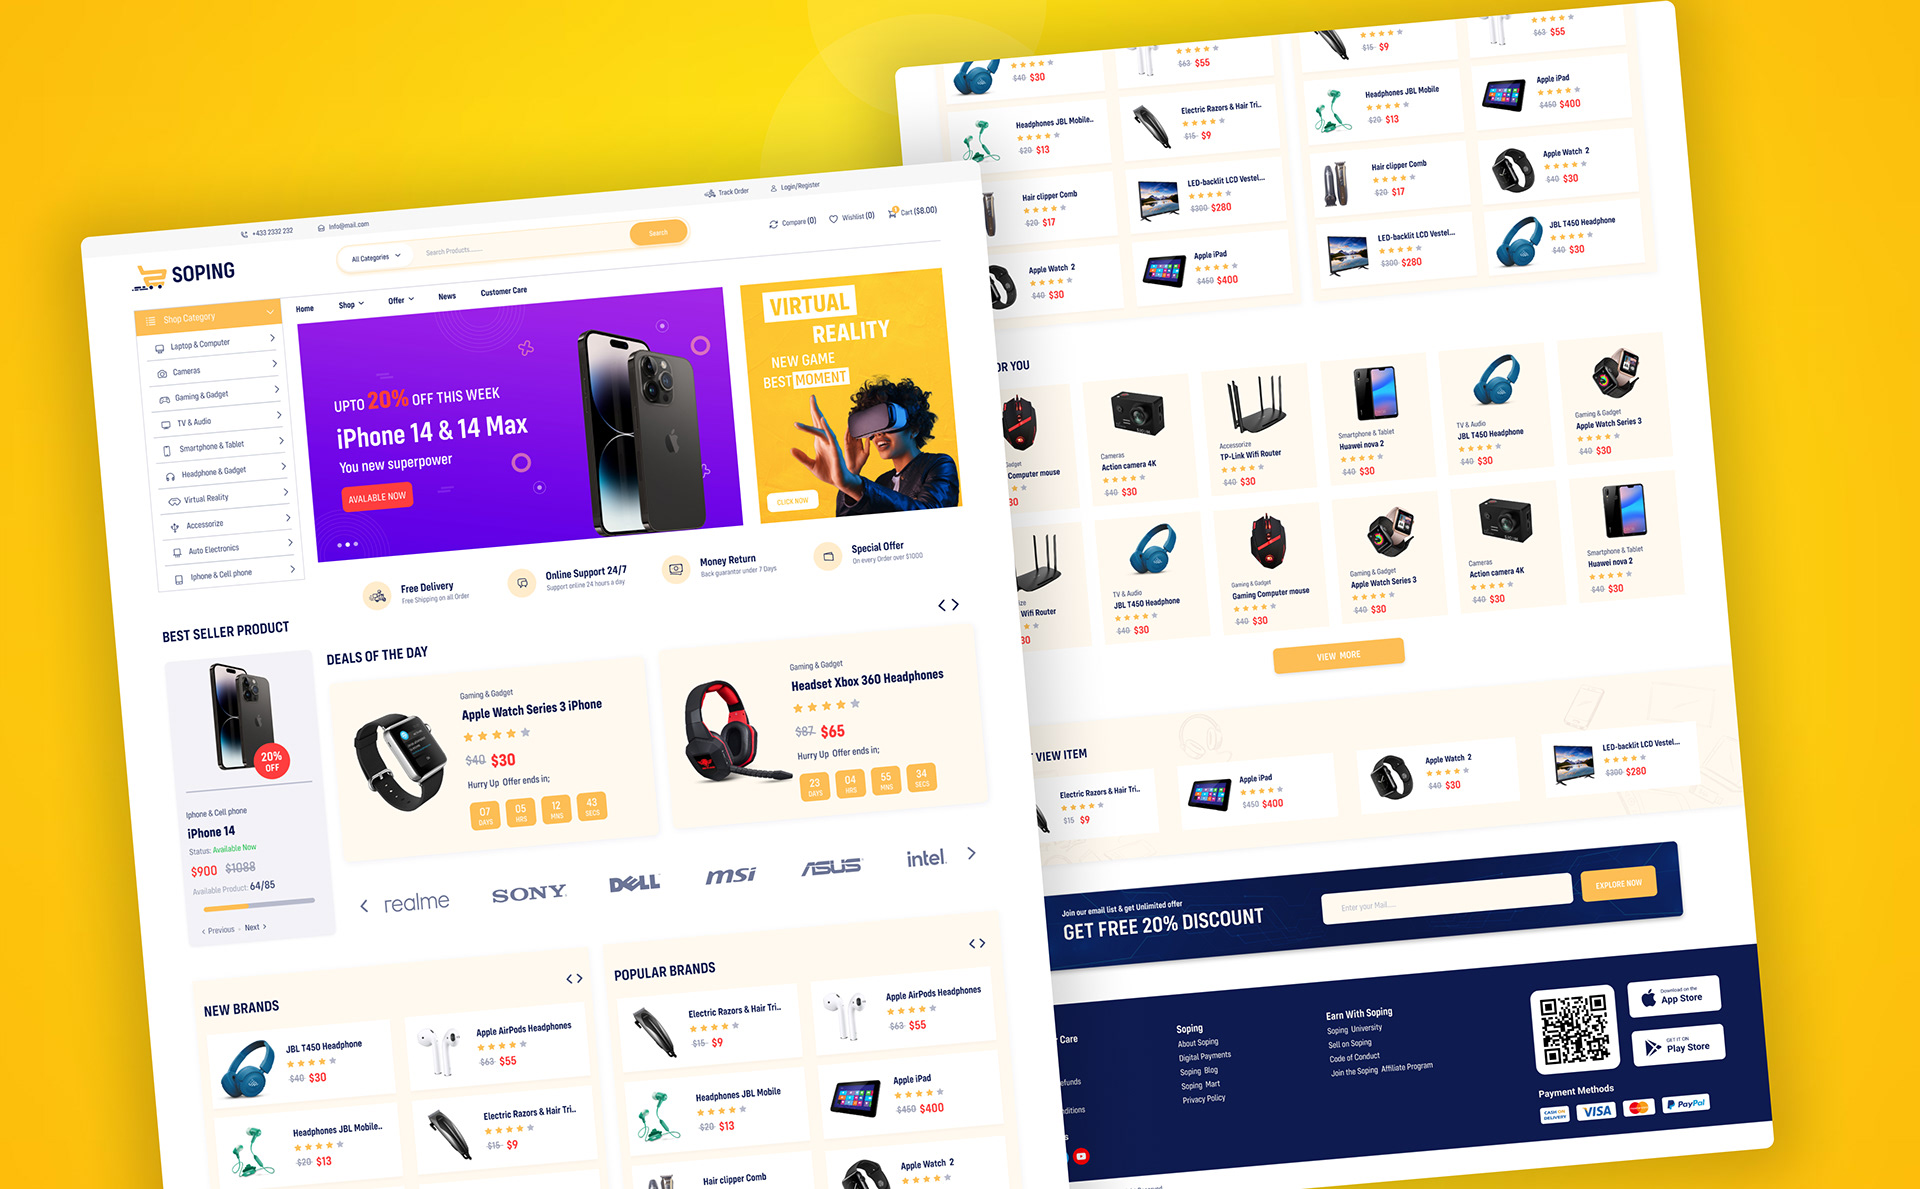 +433 2332 232
Info@mail.com
Track Order
Login/Register
SOPING
All Categories
Search Products........
Search
Compare (0)
Wishlist (0)
Cart ($8.00)
Shop Category
Home
Shop
Offer
News
Customer Care
Laptop & Computer
Cameras
Gaming & Gadget
TV & Audio
Smartphone & Tablet
Headphone & Gadget
Virtual Reality
Accessorize
Auto Electronics
Iphone & Cell phone
UPTO 20% OFF THIS WEEK
iPhone 14 & 14 Max
You new superpower
AVALABLE NOW
VIRTUAL
REALITY
NEW GAME
BEST MOMENT
CLICK NOW
Free Delivery
Free Shipping on all Order
Online Support 24/7
Support online 24 hours a day
Money Return
Back guarantor under 7 Days
Special Offer
On every Order over $1000
BEST SELLER PRODUCT
20%
OFF
Iphone & Cell phone
iPhone 14
Status: Available Now
$900 $1088
Available Product: 64/85
Previous - Next
DEALS OF THE DAY
Gaming & Gadget
Apple Watch Series 3 iPhone
$40 $30
Hurry Up Offer ends in;
07 05 12 43
DAYS HRS MNS SECS
Gaming & Gadget
Headset Xbox 360 Headphones
$87 $65
Hurry Up Offer ends in;
23 04 55 34
DAYS HRS MNS SECS
realme
SONY
DELL
msi
ASUS
intel
NEW BRANDS
JBL T450 Headphone
$40 $30
Apple AirPods Headphones
$63 $55
Headphones JBL Mobile..
$20 $13
Electric Razors & Hair Tri..
$15 $9
POPULAR BRANDS
Electric Razors & Hair Tri..
$15 $9
Apple AirPods Headphones
$63 $55
Headphones JBL Mobile
$20 $13
Apple iPad
$450 $400
Hair clipper Comb
Apple Watch 2
$40 $30
$63 $55
$15 $9
$63 $55
Headphones JBL Mobile..
$20 $13
Electric Razors & Hair Tri..
$15 $9
Headphones JBL Mobile
$20 $13
Apple iPad
$450 $400
Hair clipper Comb
$20 $17
LED-backlit LCD Vestel...
$300 $280
Hair clipper Comb
$20 $17
Apple Watch 2
$40 $30
Apple Watch 2
$40 $30
Apple iPad
$450 $400
LED-backlit LCD Vestel...
$300 $280
JBL T450 Headphone
$40 $30
OR YOU
adget
Computer mouse
30
Cameras
Action camera 4K
$40 $30
Accessorize
TP-Link Wifi Router
$40 $30
Smartphone & Tablet
Huawei nova 2
$40 $30
TV & Audio
JBL T450 Headphone
$40 $30
Gaming & Gadget
Apple Watch Series 3
$40 $30
ze
Wifi Router
30
TV & Audio
JBL T450 Headphone
$40 $30
Gaming & Gadget
Gaming Computer mouse
$40 $30
Gaming & Gadget
Apple Watch Series 3
$40 $30
Cameras
Action camera 4K
$40 $30
Smartphone & Tablet
Huawei nova 2
$40 $30
VIEW MORE
T VIEW ITEM
Electric Razors & Hair Tri..
$15 $9
Apple iPad
$450 $400
Apple Watch 2
$40 $30
LED-backlit LCD Vestel...
$300 $280
Join our email list & get Unlimited offer
GET FREE 20% DISCOUNT
Enter your Mail.....
EXPLORE NOW
r Care
efunds
nditions
s
Soping
About Soping
Digital Payments
Soping Blog
Soping Mart
Privacy Policy
Earn With Soping
Soping University
Sell on Soping
Code of Conduct
Join the Soping Affiliate Program
Download on the
App Store
GET IT ON
Play Store
Payment Methods
CASH ON
DELIVERY
VISA
PayPal